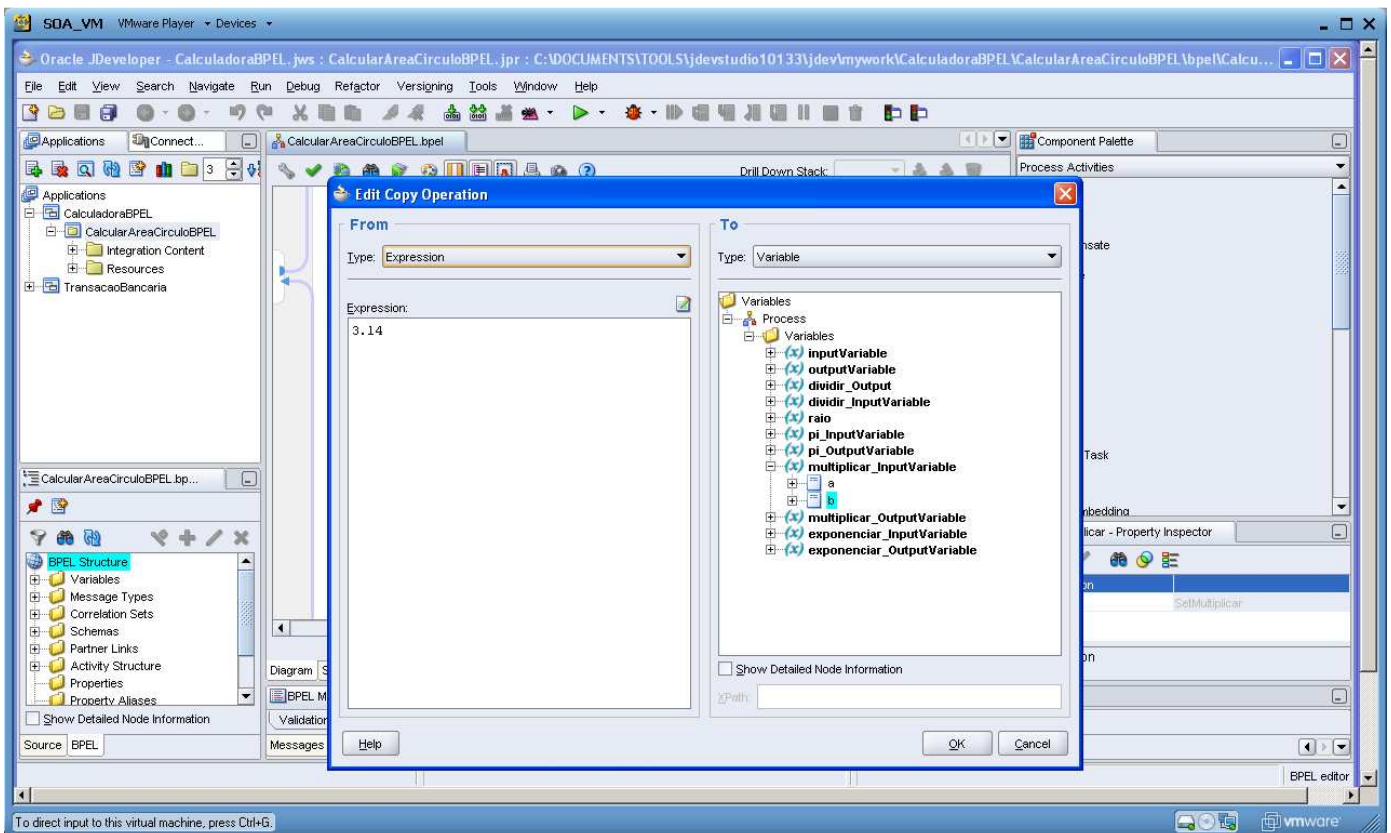 SOA_VM VMware Player Devices
Oracle JDeveloper - CalculadoraBPEL.jws : CalcularAreaCirculoBPEL.jpr : C:\DOCUMENTS\TOOLS\jdevstudio10133\jdev\mywork\CalculadoraBPEL\CalcularAreaCirculoBPEL\bpel\Calcu...
File Edit View Search Navigate Run Debug Refactor Versioning Tools Window Help
Applications Connect...
3
Applications
CalculadoraBPEL
CalcularAreaCirculoBPEL
Integration Content
Resources
TransacaoBancaria
CalcularAreaCirculoBPEL.bpel
Drill Down Stack:
Component Palette
Process Activities
nsate
Task
mbedding
Edit Copy Operation
From
Type: Expression
Expression:
3.14
To
Type: Variable
Variables
Process
Variables
inputVariable
outputVariable
dividir_Output
dividir_InputVariable
raio
pi_InputVariable
pi_OutputVariable
multiplicar_InputVariable
a
b
multiplicar_OutputVariable
exponenciar_InputVariable
exponenciar_OutputVariable
Show Detailed Node Information
XPath:
Help
OK Cancel
CalcularAreaCirculoBPEL.bp...
BPEL Structure
Variables
Message Types
Correlation Sets
Schemas
Partner Links
Activity Structure
Properties
Property Aliases
Show Detailed Node Information
Source BPEL
Diagram S
BPEL M
Validation
Messages
licar - Property Inspector
on
SetMultiplicar
on
BPEL editor
To direct input to this virtual machine, press Ctrl+G.
vmware